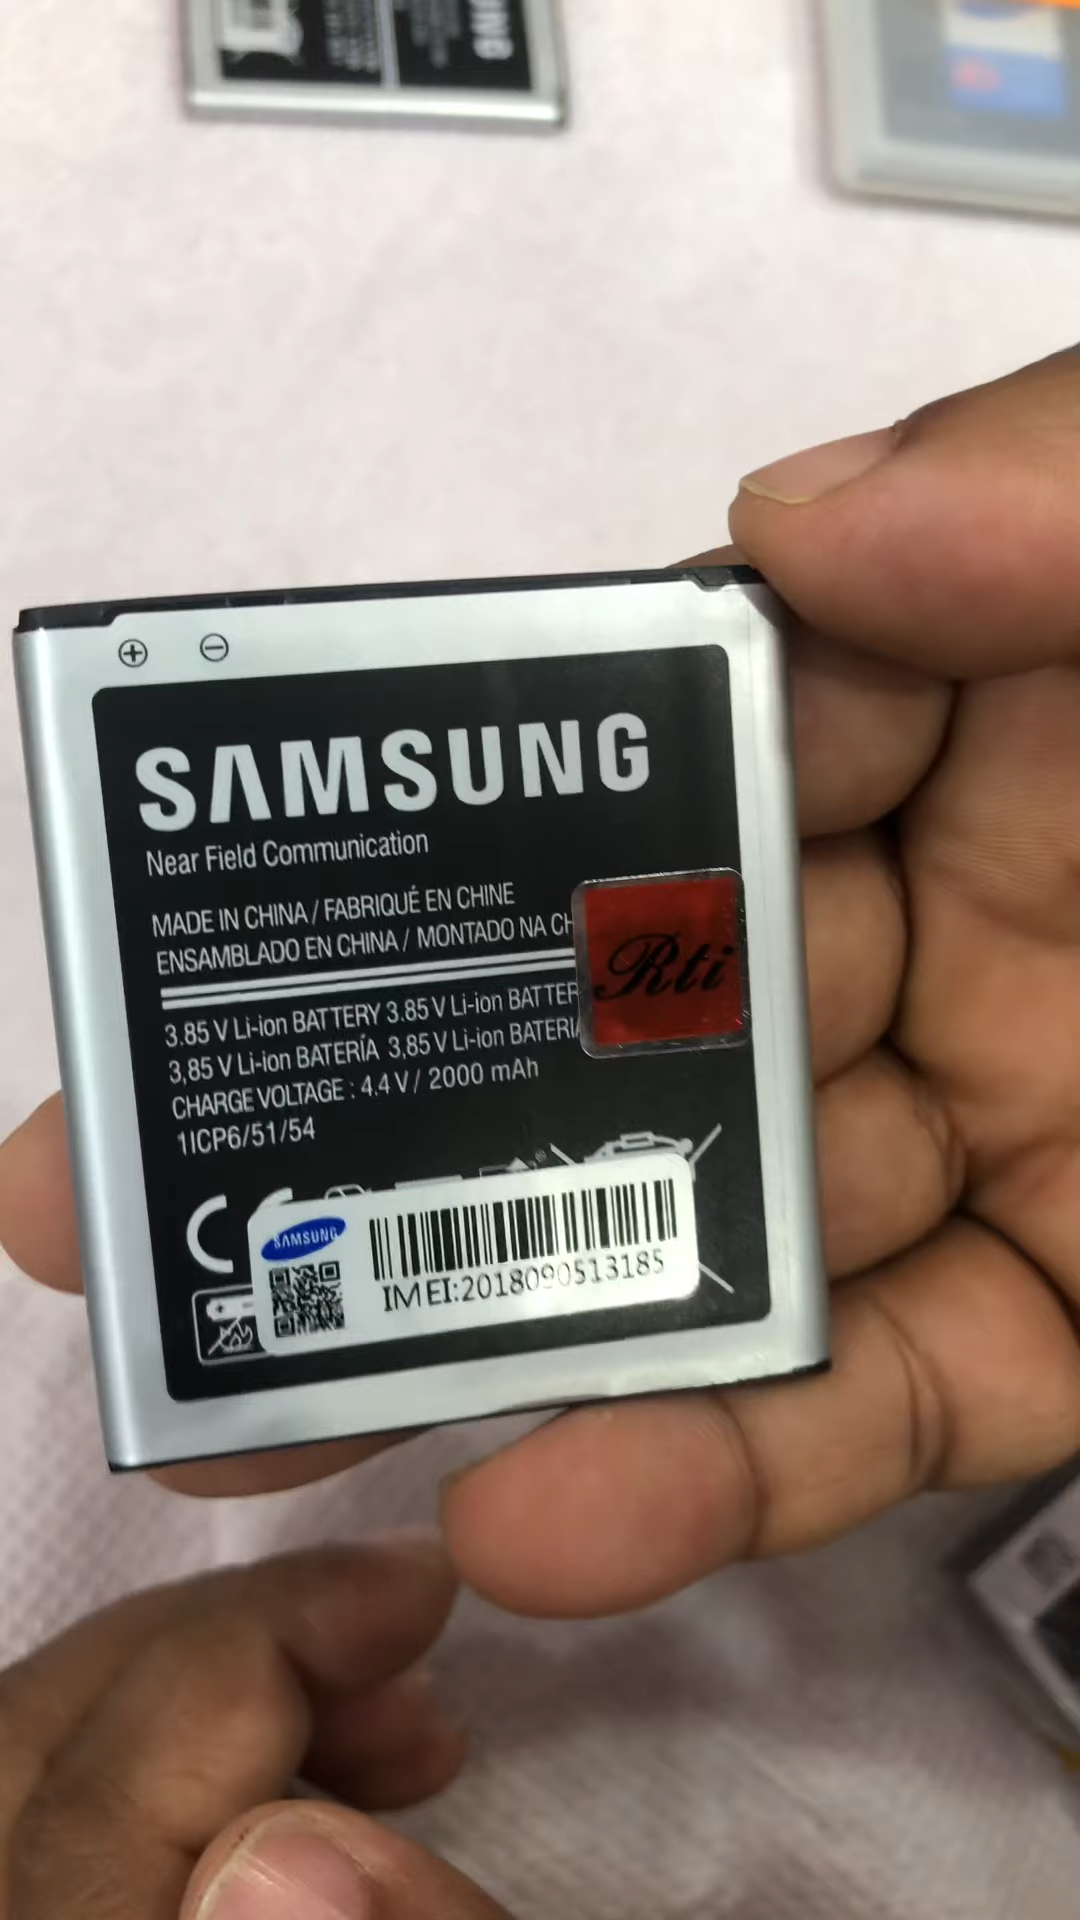 SAMSUNG
Near Field Communication
MADE IN CHINA / FABRIQUÉ EN CHINE
ENSAMBLADO EN CHINA / MONTADO NA CH
Rti
3.85 V Li-ion BATTERY 3.85 V Li-ion BATTER
3,85 V Li-ion BATERÍA 3,85 V Li-ion BATERIA
CHARGE VOLTAGE : 4.4 V / 2000 mAh
1ICP6/51/54
SAMSUNG
IMEI:2018090513185